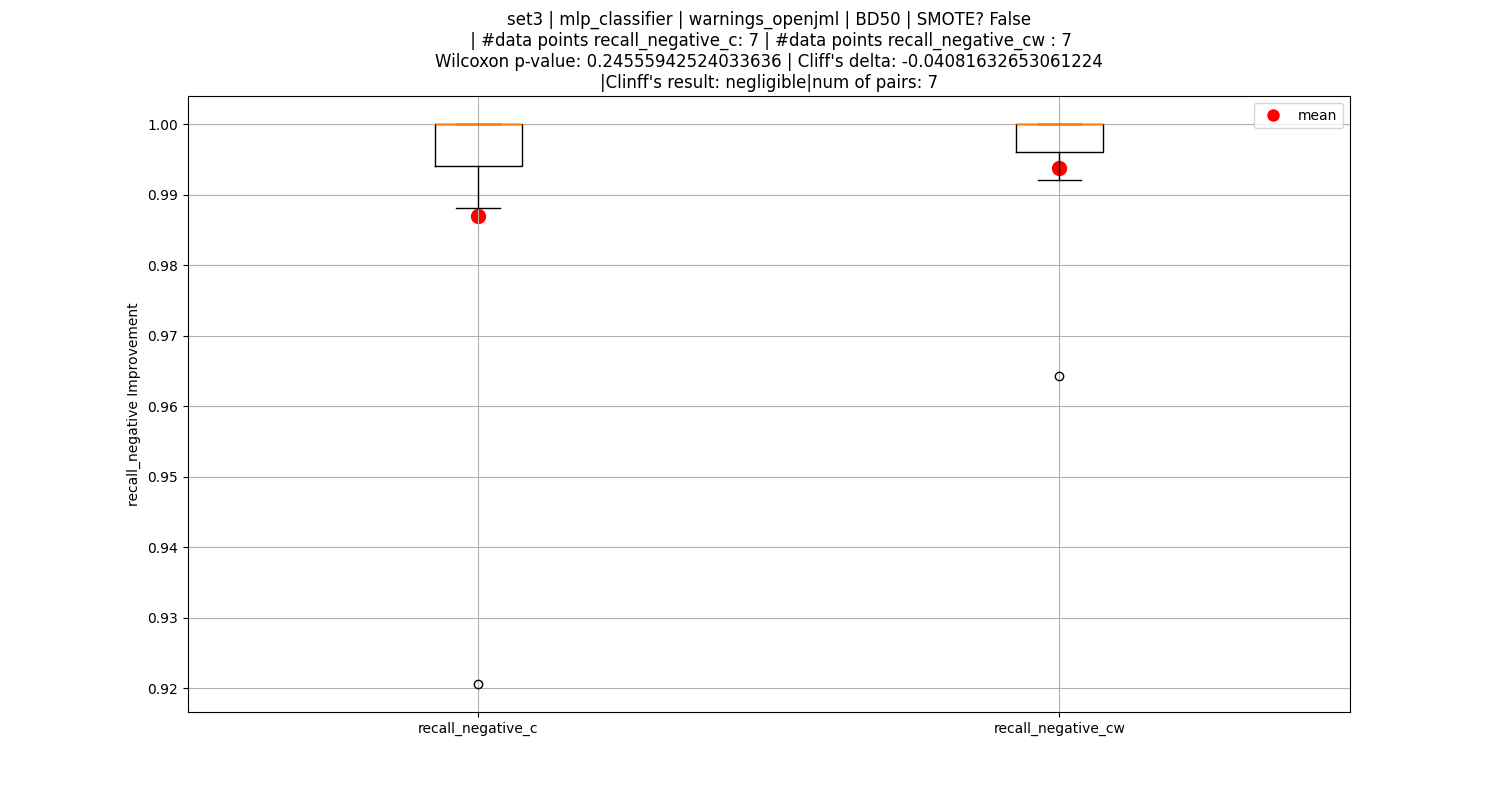 set3 | mlp_classifier | warnings_openjml | BD50 | SMOTE? False
| #data points recall_negative_c: 7 | #data points recall_negative_cw : 7
Wilcoxon p-value: 0.24555942524033636 | Cliff's delta: -0.04081632653061224
|Clinff's result: negligible|num of pairs: 7
mean
1.00
0.99
0.98
0.97
0.96
0.95
0.94
0.93
0.92
recall_negative Improvement
recall_negative_c
recall_negative_cw